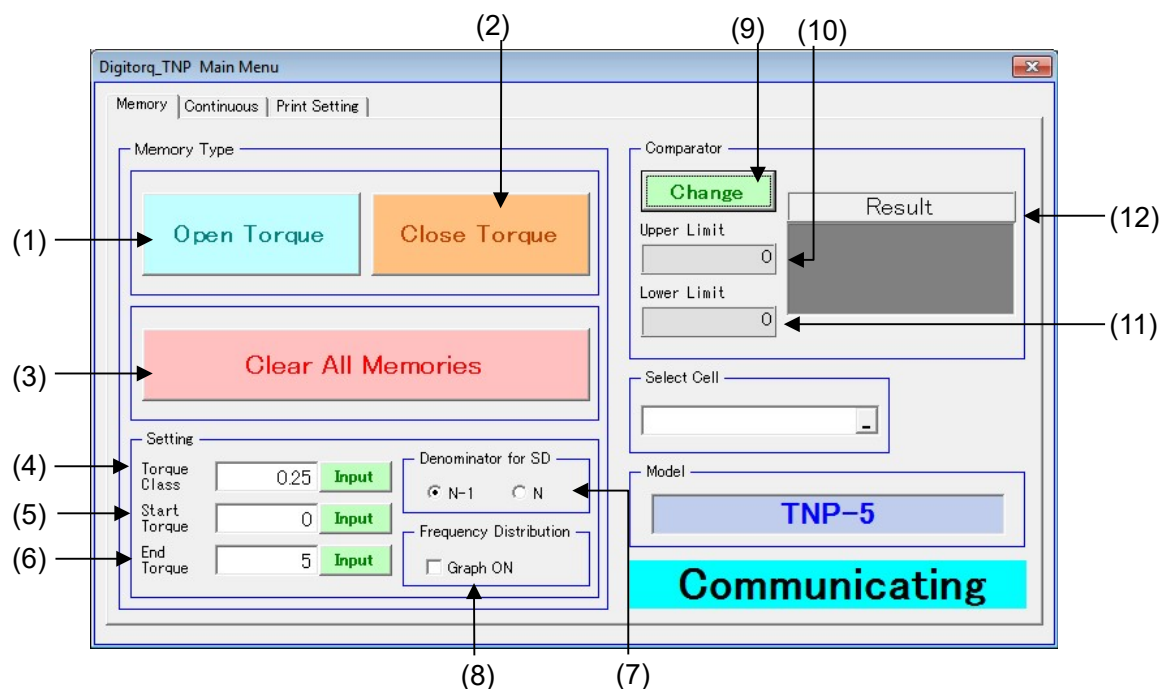 (2)
(9)
(10)
Digitorq_TNP Main Menu
Memory
Continuous
Print Setting
Memory Type
Comparator
Open Torque
Close Torque
Change
Result
(1)
(12)
Upper Limit
0
Lower Limit
0
(11)
Clear All Memories
(3)
Select Cell
Setting
(4)
Torque Class
0.25
Input
Denominator for SD
N-1
N
Model
(5)
Start Torque
0
Input
TNP-5
Frequency Distribution
(6)
End Torque
5
Input
Graph ON
Communicating
(8)
(7)